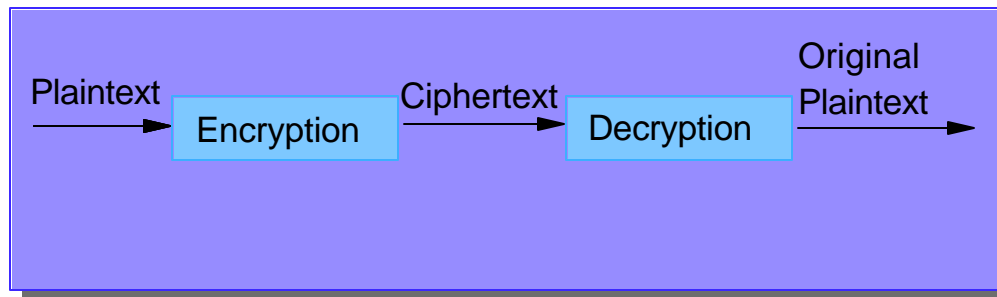 Plaintext
Encryption
Ciphertext
Decryption
Original
Plaintext